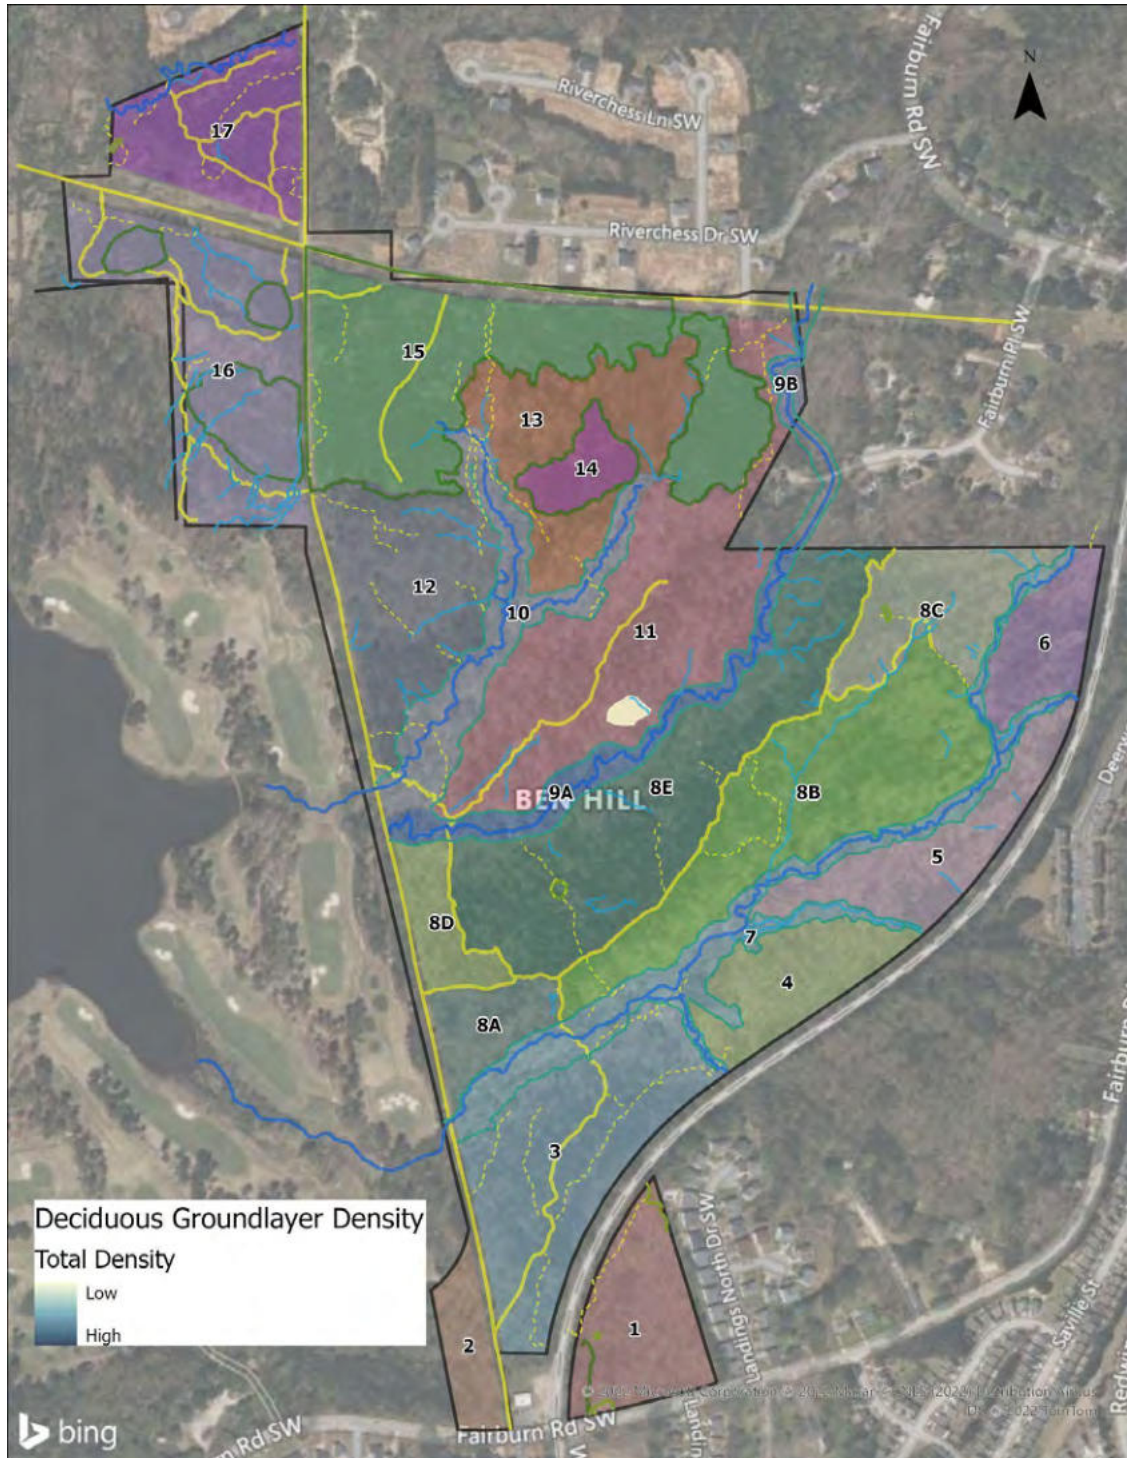 Fairburn Rd SW
N
Riverchess Ln SW
17
Riverchess Dr SW
Fairburn Pl SW
15
16
9B
13
14
12
10
8C
11
6
8E
9A
BEN HILL
8B
5
8D
7
4
8A
3
Deciduous Groundlayer Density
Total Density
Low
High
Landings North Dr SW
Saville St
1
2
Fairburn Rd SW
bing